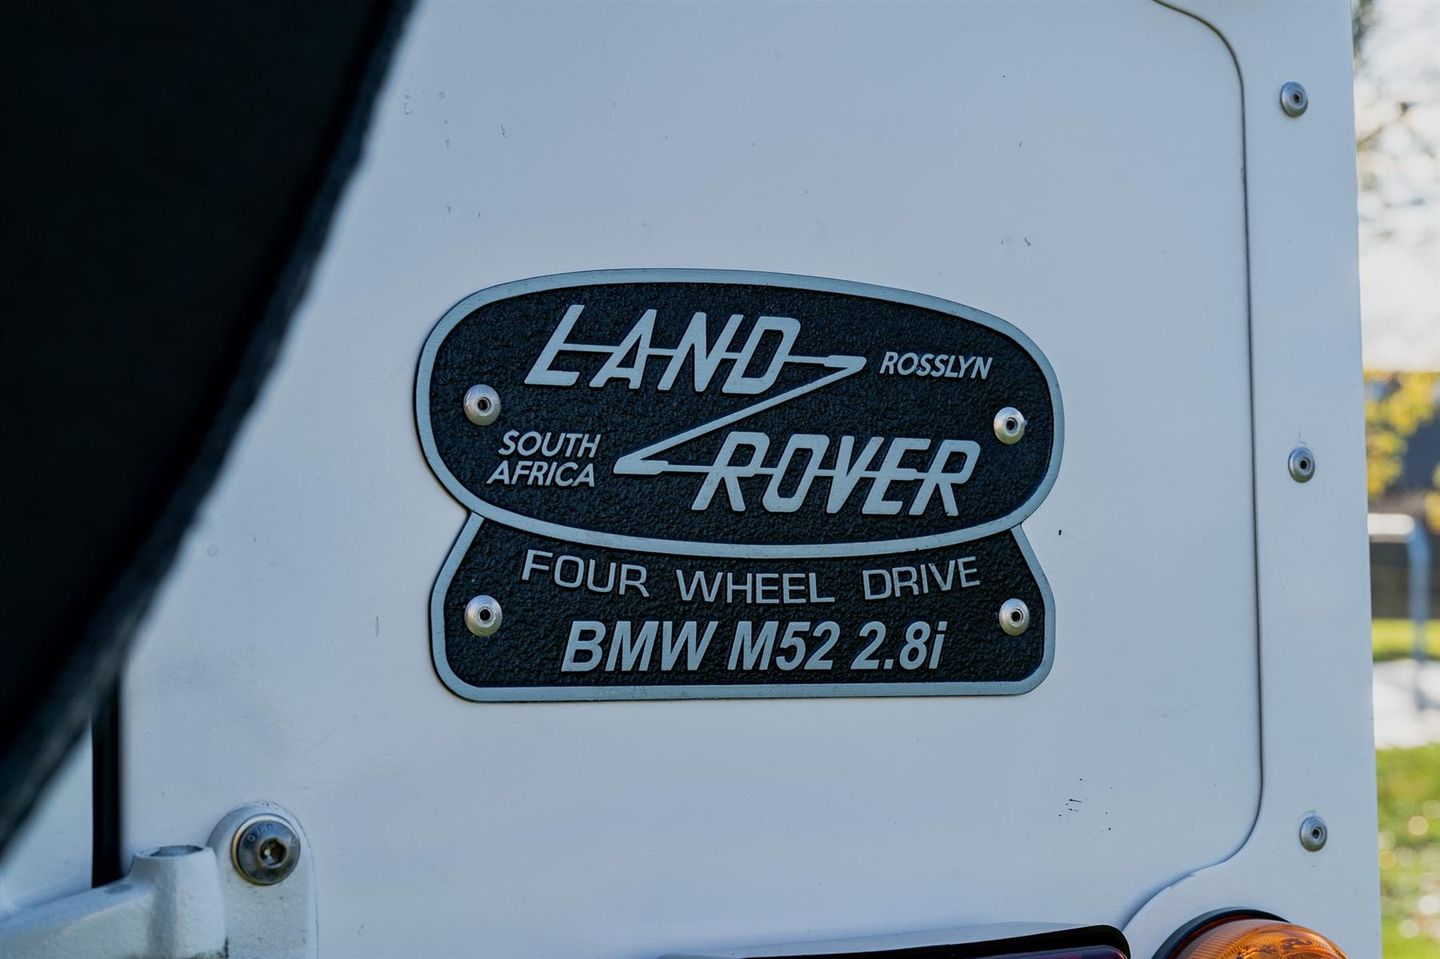 LAND
ROSSLYN
SOUTH
AFRICA
ROVER
FOUR WHEEL DRIVE
BMW M52 2.8i